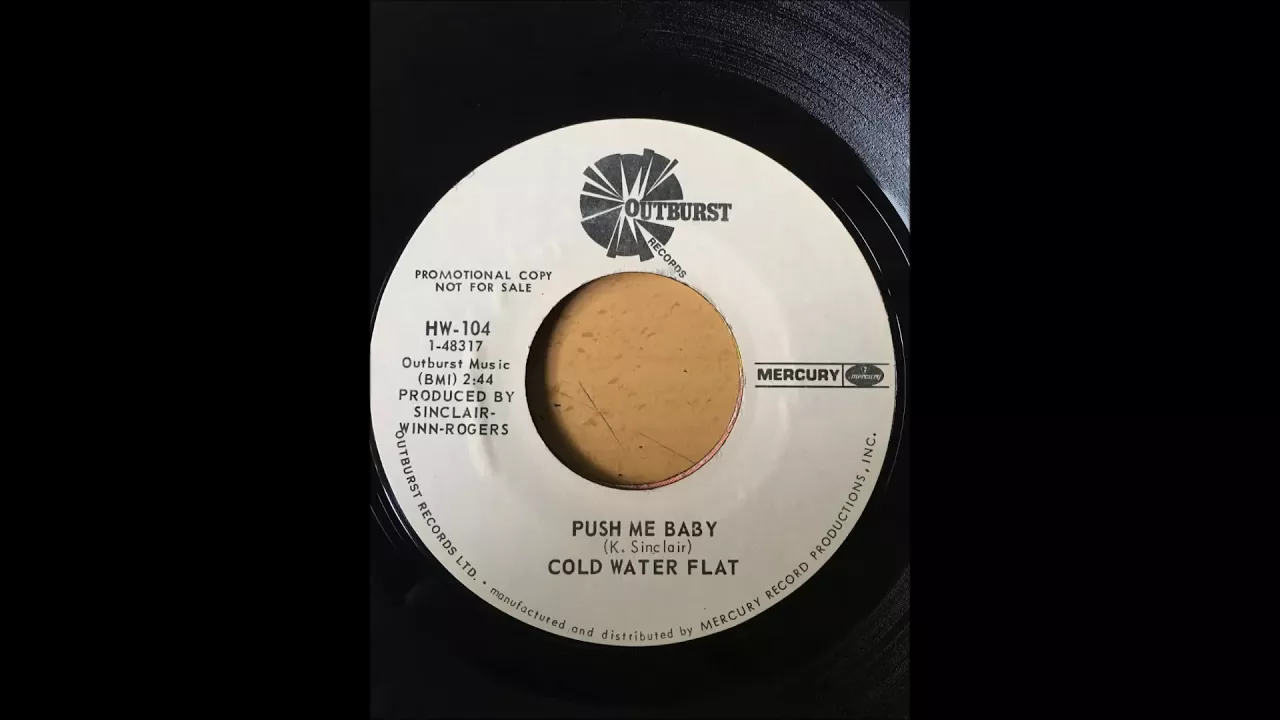 OUTBURST
RECORDS
PROMOTIONAL COPY
NOT FOR SALE
HW-104
1-48317
Outburst Music
(BMI) 2:44
PRODUCED BY
SINCLAIR-
WINN-ROGERS
MERCURY
mercury
PUSH ME BABY
(K. Sinclair)
COLD WATER FLAT
OUTBURST RECORDS LTD. • manufactured and distributed by MERCURY RECORD PRODUCTIONS, INC.